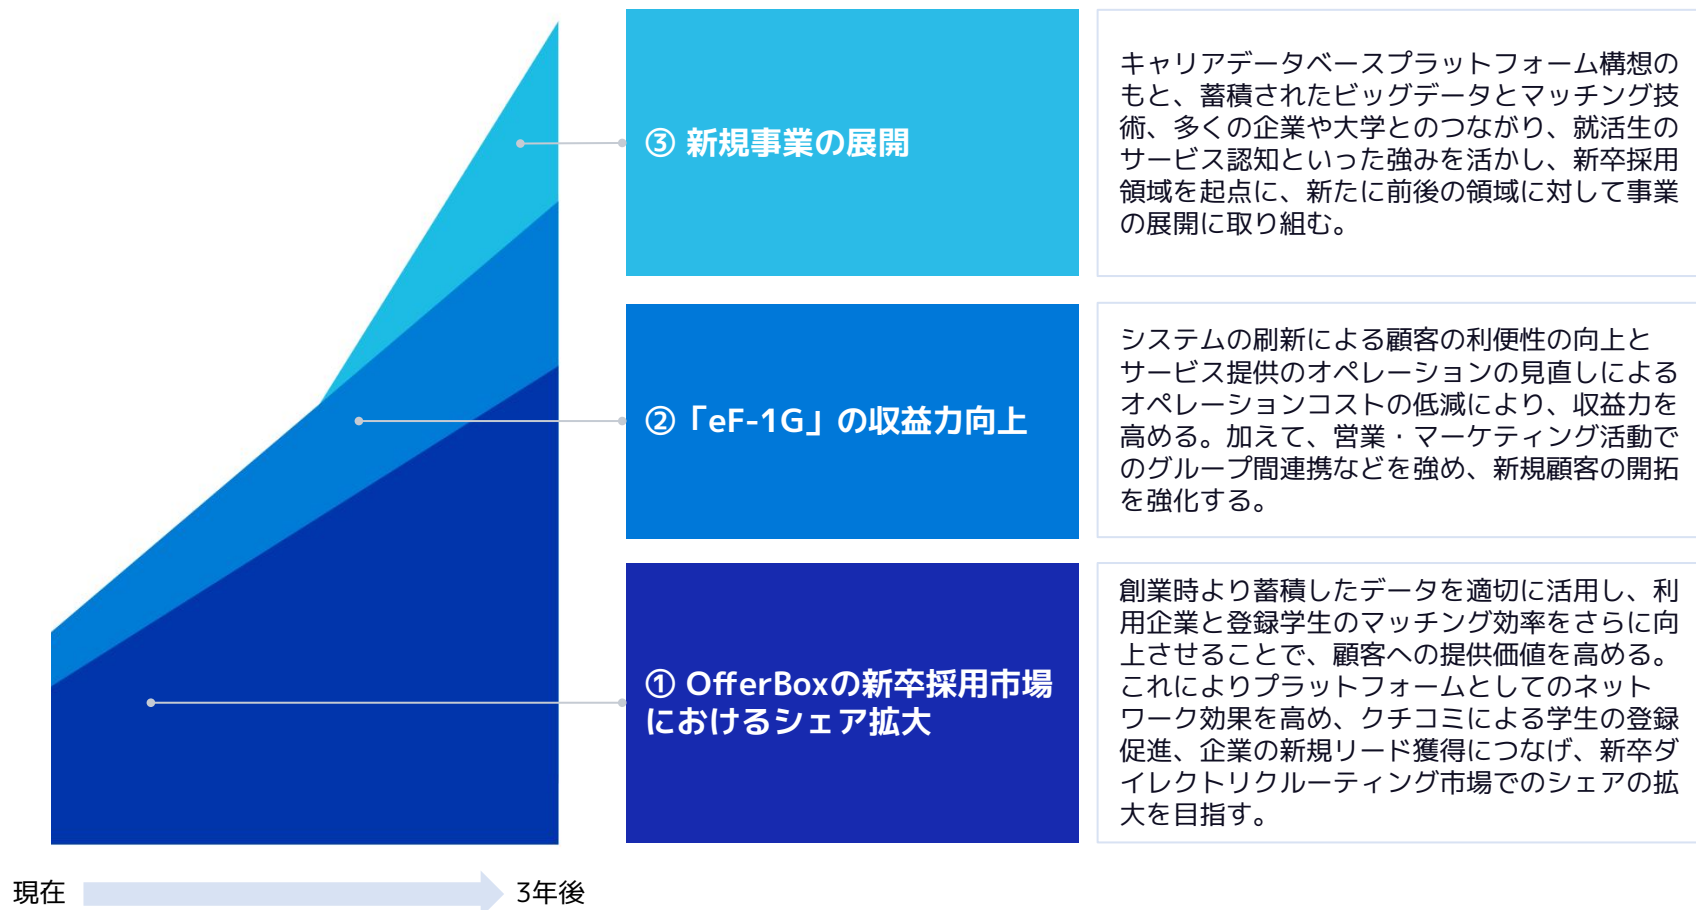 ③ 新規事業の展開
キャリアデータベースプラットフォーム構想の
もと、蓄積されたビッグデータとマッチング技
術、多くの企業や大学とのつながり、就活生の
サービス認知といった強みを活かし、新卒採用
領域を起点に、新たに前後の領域に対して事業
の展開に取り組む。
②「eF-1G」の収益力向上
システムの刷新による顧客の利便性の向上と
サービス提供のオペレーションの見直しによる
オペレーションコストの低減により、収益力を
高める。加えて、営業・マーケティング活動で
のグループ間連携などを強め、新規顧客の開拓
を強化する。
① OfferBoxの新卒採用市場
におけるシェア拡大
創業時より蓄積したデータを適切に活用し、利
用企業と登録学生のマッチング効率をさらに向
上させることで、顧客への提供価値を高める。
これによりプラットフォームとしてのネット
ワーク効果を高め、クチコミによる学生の登録
促進、企業の新規リード獲得につなげ、新卒ダ
イレクトリクルーティング市場でのシェアの拡
大を目指す。
現在
3年後